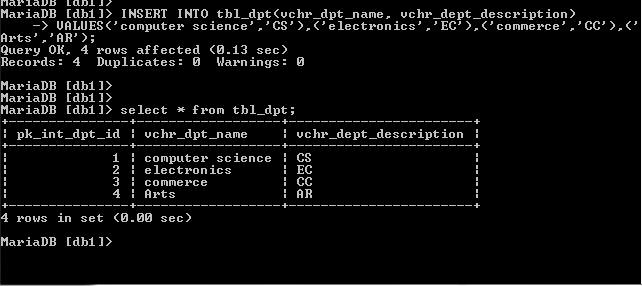 MariaDB [db1]>
MariaDB [db1]> INSERT INTO tbl_dpt(vchr_dpt_name, vchr_dept_description)
    -> VALUES('computer science','CS'),('electronics','EC'),('commerce','CC'),('
Arts','AR');
Query OK, 4 rows affected (0.13 sec)
Records: 4  Duplicates: 0  Warnings: 0

MariaDB [db1]>
MariaDB [db1]> select * from tbl_dpt;
+---------------+------------------+-----------------------+
| pk_int_dpt_id | vchr_dpt_name    | vchr_dept_description |
+---------------+------------------+-----------------------+
|             1 | computer science | CS                    |
|             2 | electronics      | EC                    |
|             3 | commerce         | CC                    |
|             4 | Arts             | AR                    |
+---------------+------------------+-----------------------+
4 rows in set (0.00 sec)

MariaDB [db1]>